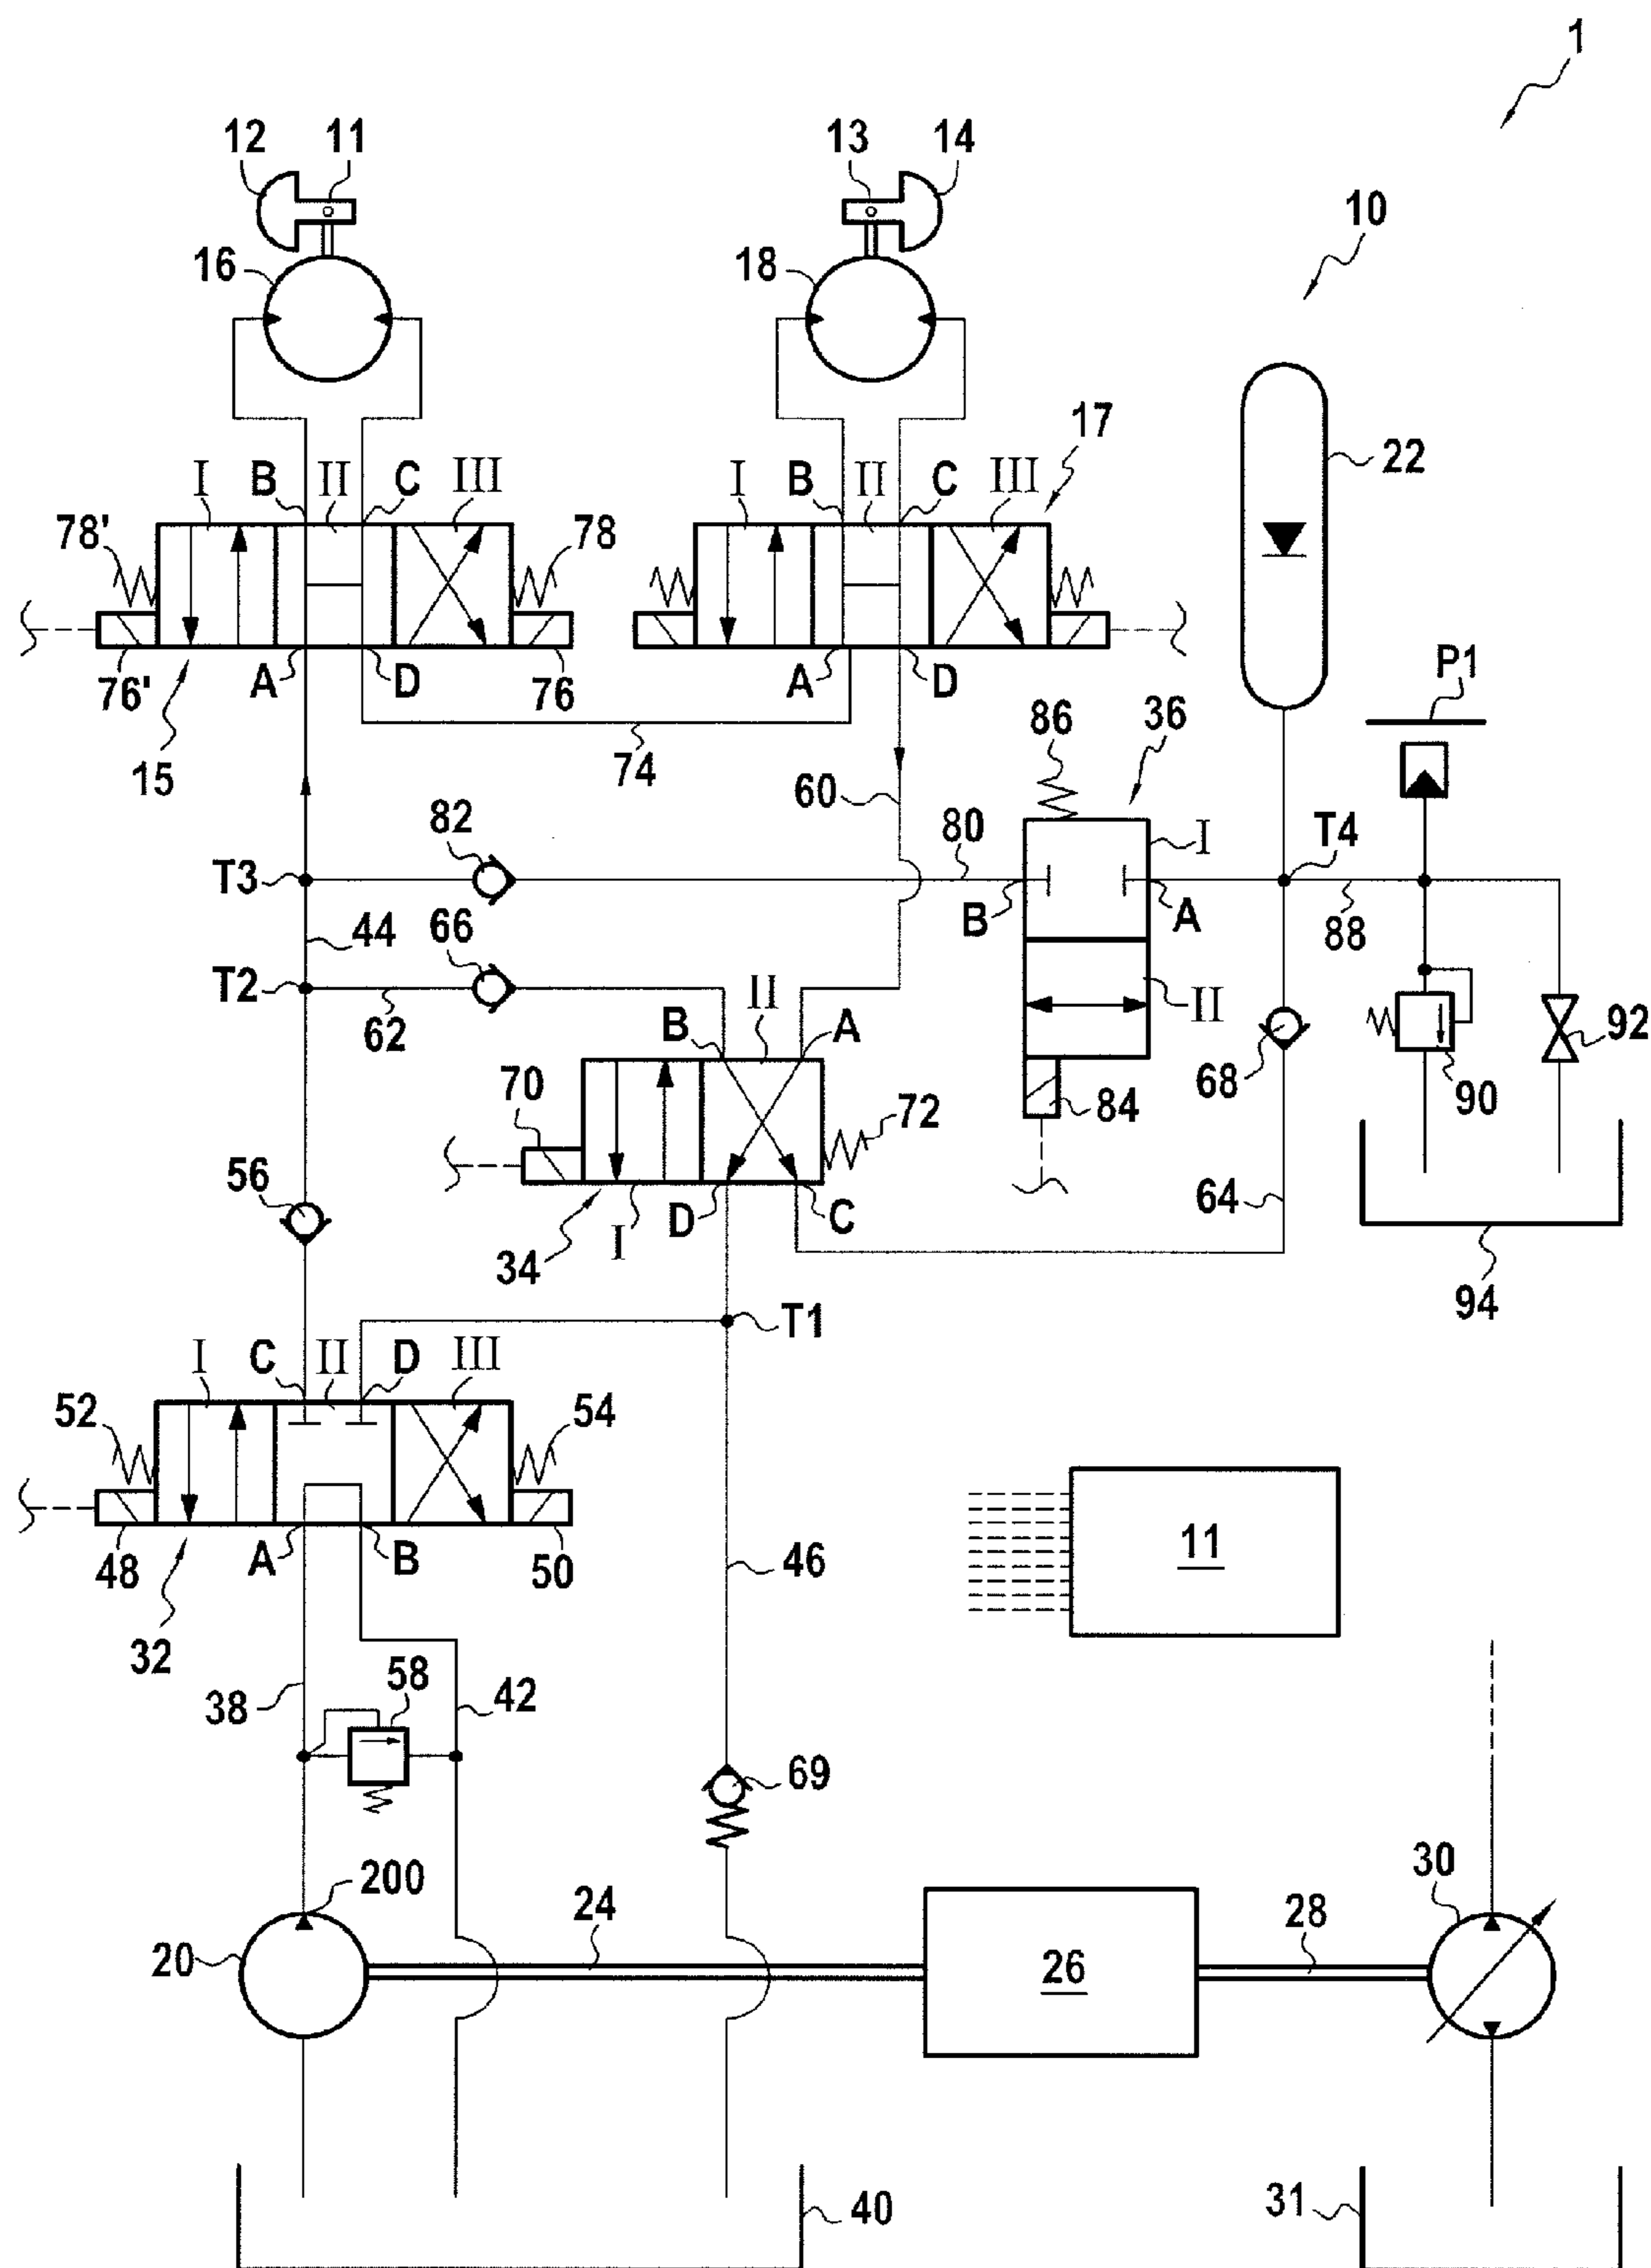 1
12 11 13 14
10
16 18
17
22
I B II C III I B II C III
78' 78
P1
76' A D 76 A D
86 36
15 74 60
82 80 I T4
T3
B A
66 44 88
T2 II II
62 B A 92
70 72 68 90
84
56
D C 64
34 I
94
T1
I C II D III
52 54
11
48 A B 50 46
32 58
38 42
69
200 30
24 28
20 26
40 31